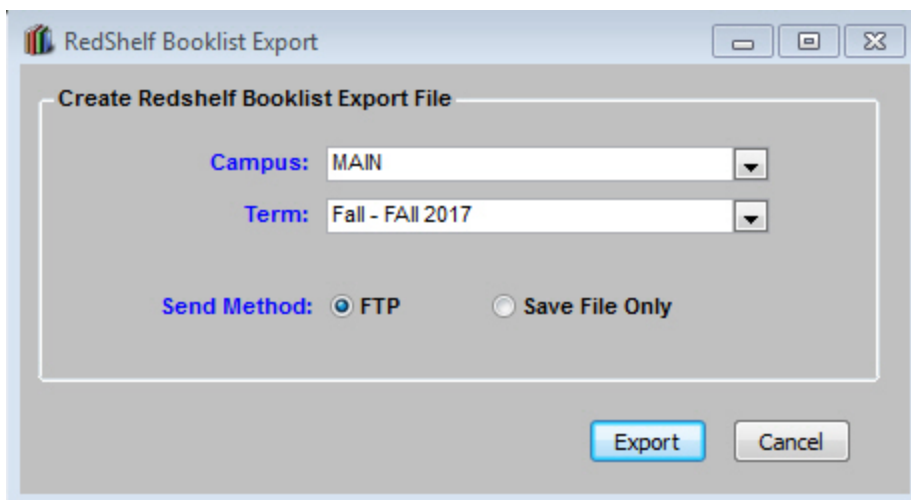 RedShelf Booklist Export
Create Redshelf Booklist Export File
Campus: MAIN
Term: Fall - FAll 2017
Send Method: FTP Save File Only
Export Cancel